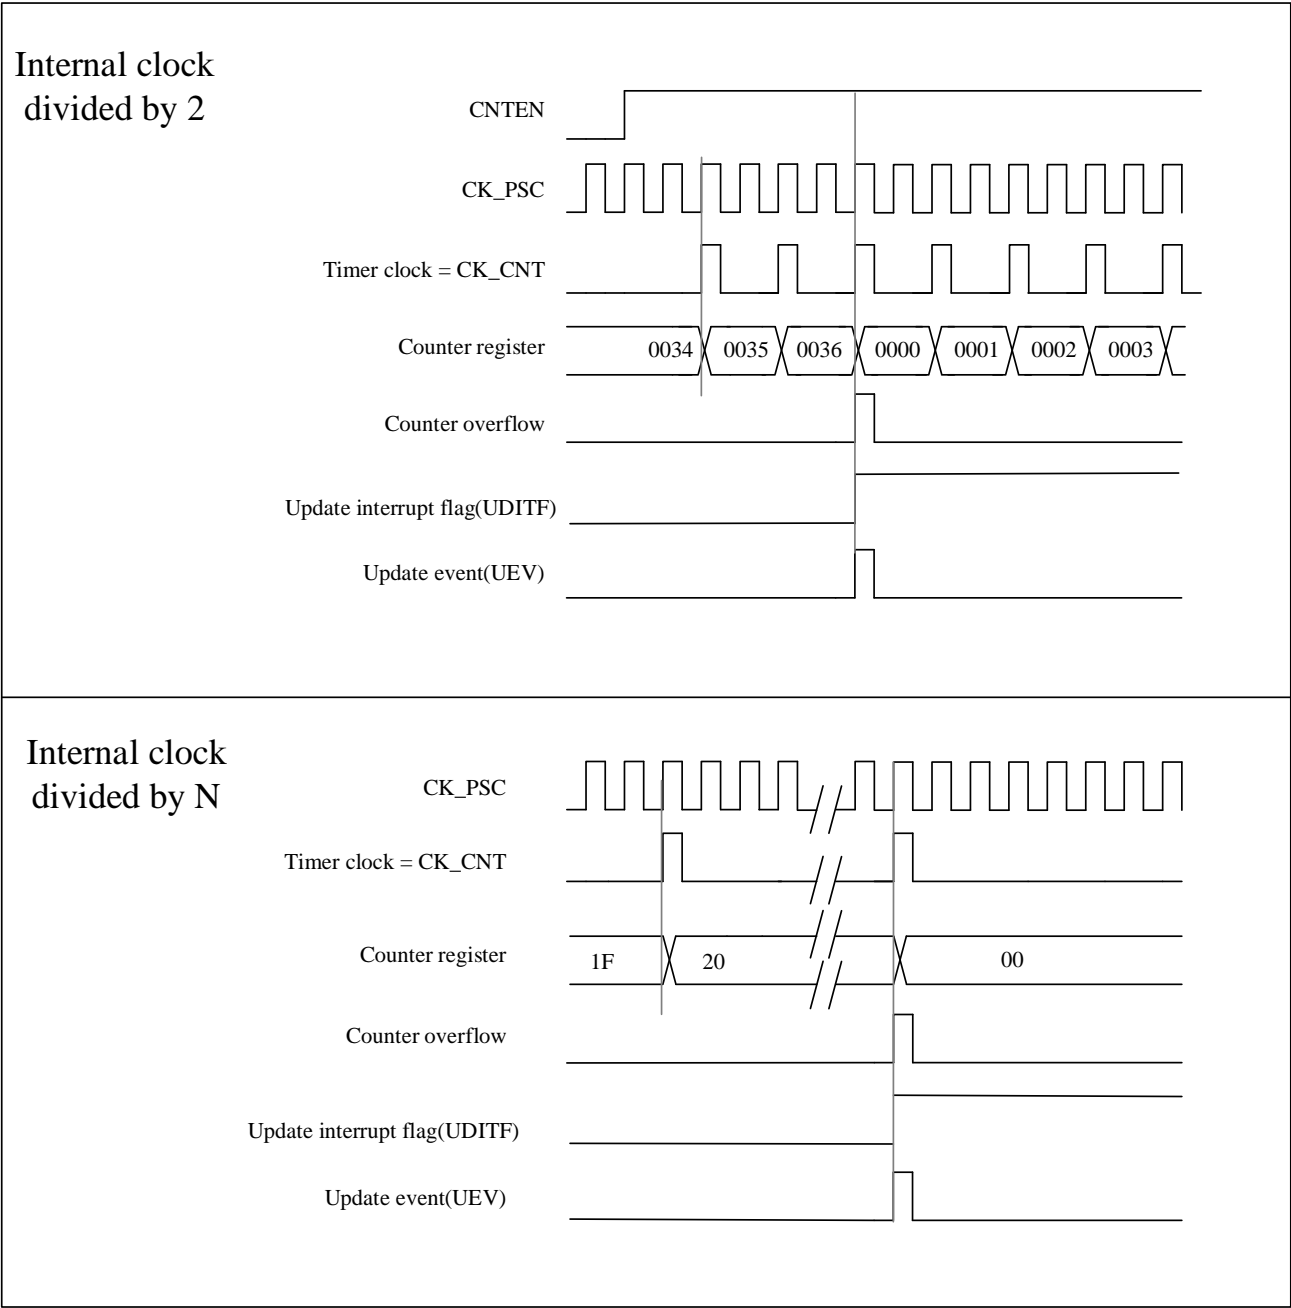 Internal clock
divided by 2
CNTEN
CK_PSC
Timer clock = CK_CNT
Counter register
0034 0035 0036 0000 0001 0002 0003
Counter overflow
Update interrupt flag(UDITF)
Update event(UEV)
Internal clock
divided by N
CK_PSC
Timer clock = CK_CNT
Counter register
1F 20 00
Counter overflow
Update interrupt flag(UDITF)
Update event(UEV)